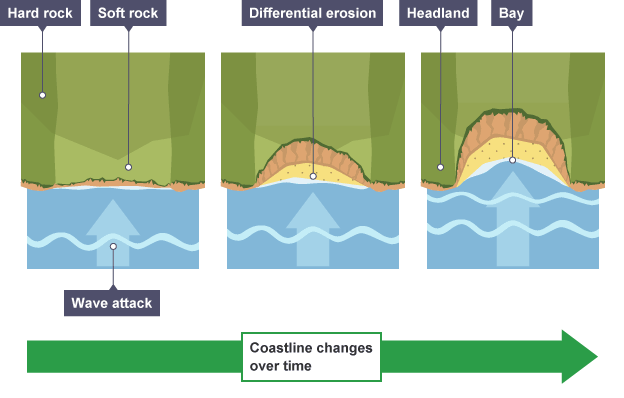 Hard rock
Soft rock
Differential erosion
Headland
Bay
Wave attack
Coastline changes
over time